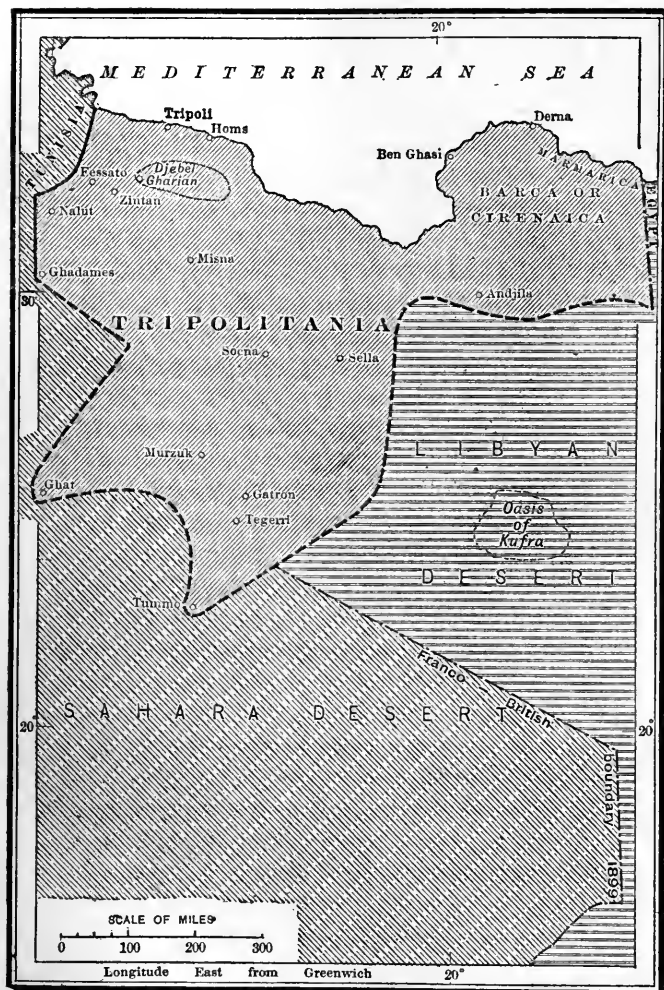 20°
MEDITERRANEAN SEA
TUNISIA
Tripoli
Homs
Derna
Ben Ghasi
MARMARICA
Fessato
Djebel
Gharian
Zintan
Nalut
BARCA OR
CIRENAICA
EGYPT
Misna
Ghadames
Andjila
30°
TRIPOLITANIA
Socna
Sella
Murzuk
LIBYAN
Ghat
Gatron
Tegerri
Oasis
of
Kufra
DESERT
Tummo
Franco British
boundary 1899
SAHARA DESERT
20°
20°
SCALE OF MILES
0 100 200 300
Longitude East from Greenwich
20°